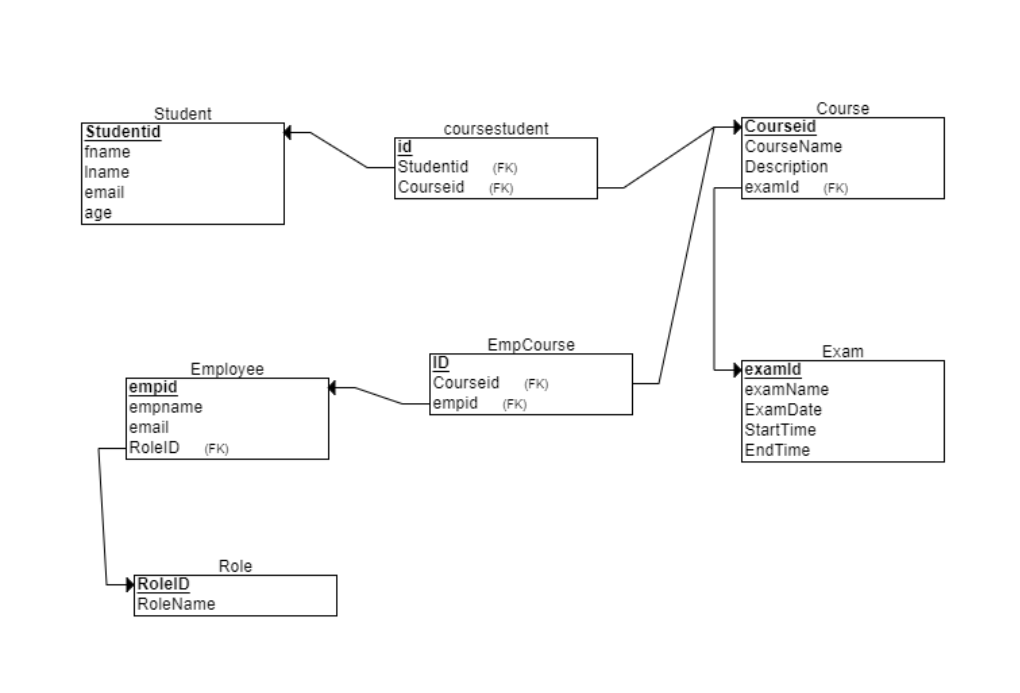 Student
Studentid
fname
lname
email
age
coursestudent
id
Studentid (FK)
Courseid (FK)
Course
Courseid
CourseName
Description
examId (FK)
Employee
empid
empname
email
RoleID (FK)
EmpCourse
ID
Courseid (FK)
empid (FK)
Exam
examId
examName
ExamDate
StartTime
EndTime
Role
RoleID
RoleName